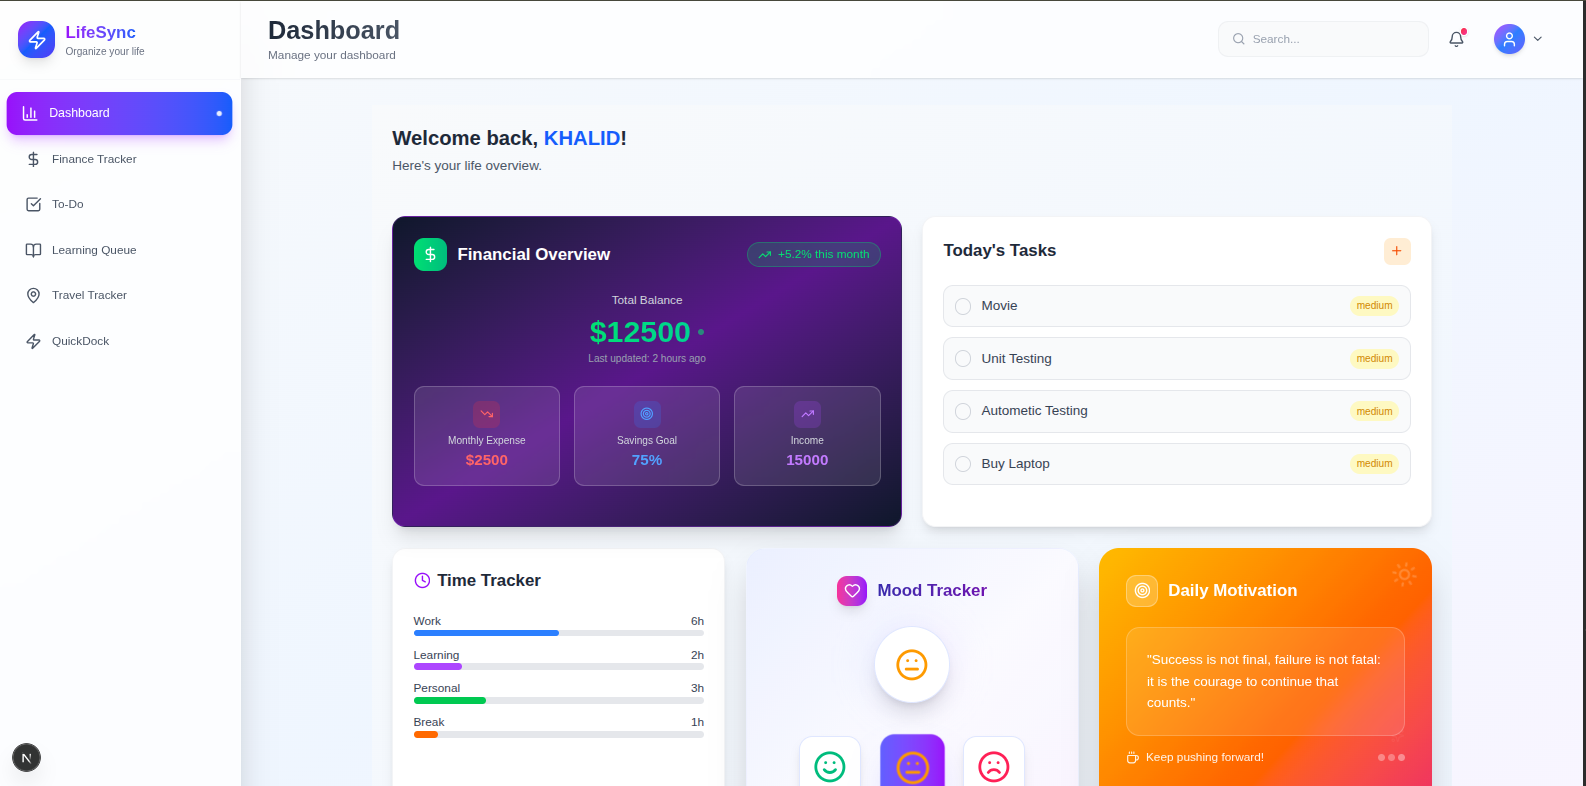 LifeSync
Organize your life
Dashboard
Finance Tracker
To-Do
Learning Queue
Travel Tracker
QuickDock
N
Dashboard
Manage your dashboard
Search...
Welcome back, KHALID!
Here's your life overview.
Financial Overview
+5.2% this month
Total Balance
$12500
Last updated: 2 hours ago
Monthly Expense
$2500
Savings Goal
75%
Income
15000
Today's Tasks
+
Movie
medium
Unit Testing
medium
Autometic Testing
medium
Buy Laptop
medium
Time Tracker
Work 6h
Learning 2h
Personal 3h
Break 1h
Mood Tracker
Daily Motivation
"Success is not final, failure is not fatal:
it is the courage to continue that
counts."
Keep pushing forward!